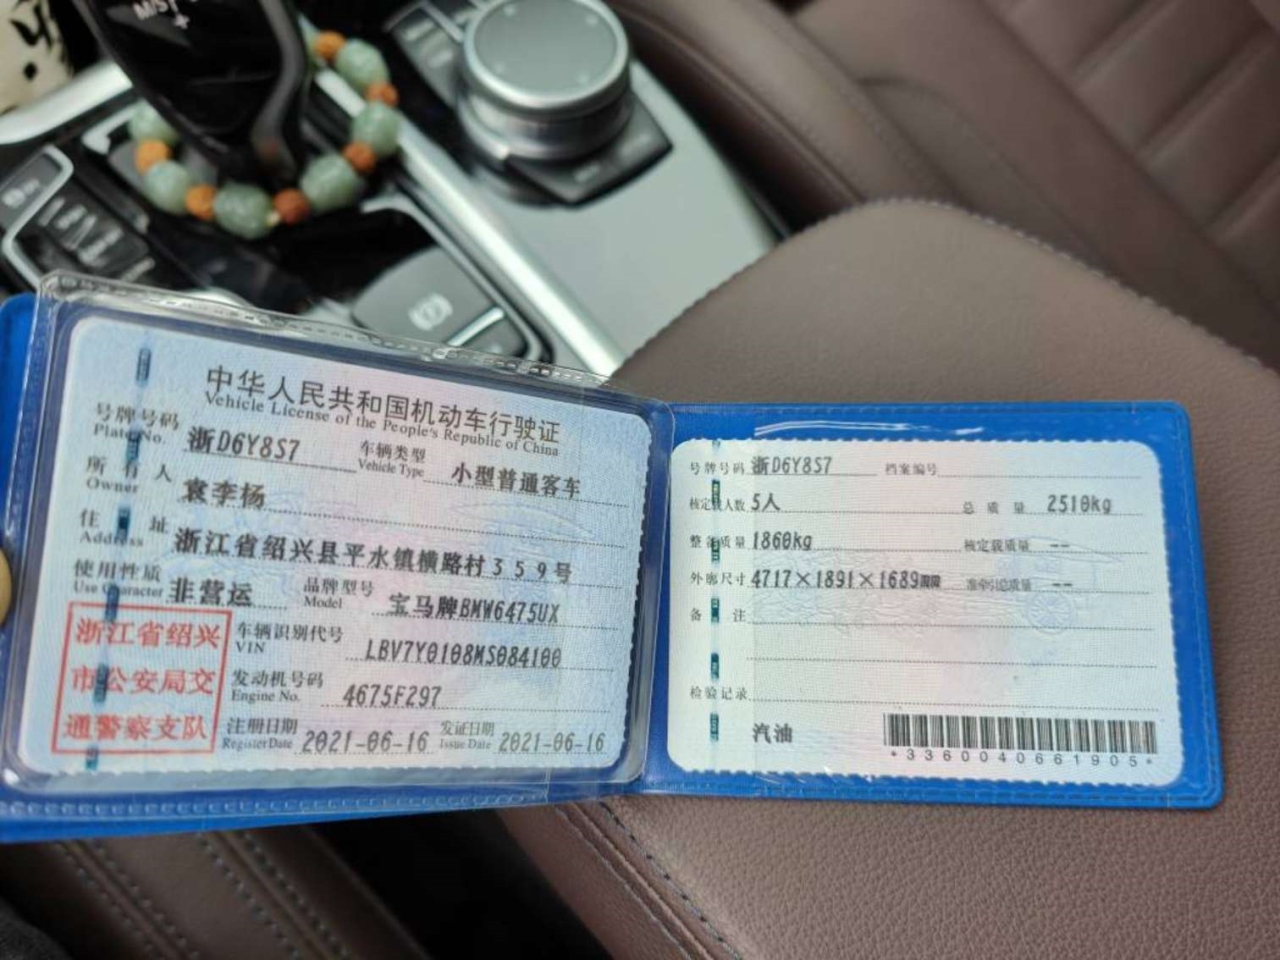 M/S
中华人民共和国机动车行驶证
Vehicle License of the People's Republic of China
号牌号码 浙D6Y8S7 车辆类型 小型普通客车
Plate No. Vehicle Type
所有人 袁李杨
Owner
住址 浙江省绍兴县平水镇横路村359号
Address
使用性质 非营运 品牌型号 宝马牌BMW6475UX
Use Character Model
浙江省绍兴
市公安局交
通警察支队
车辆识别代号 LBV7Y0108MS084100
VIN
发动机号码 4675F297
Engine No.
注册日期 2021-06-16 发证日期 2021-06-16
Register Date Issue Date
号牌号码 浙D6Y8S7 档案编号
核定载人数 5人 总质量 2510kg
整备质量 1860kg 核定载质量 --
外廓尺寸 4717×1891×1689mm 准牵引总质量 --
备注
检验记录
汽油
*3360040661905*